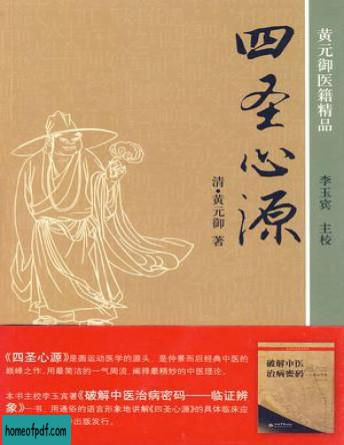 黄元御医籍精品
李玉宾 主校
四圣心源
清·黄元御 著
《四圣心源》是圆运动医学的源头，是仲景而后经典中医的
巅峰之作，用最简洁的一气周流，阐释最精妙的中医理论。
本书主校李玉宾著《破解中医治病密码——临证辨
象》一书，用通俗的语言形象地讲解《四圣心源》的具体临床应
出版发行。
破解中医
治病密码
homeofpdf.com